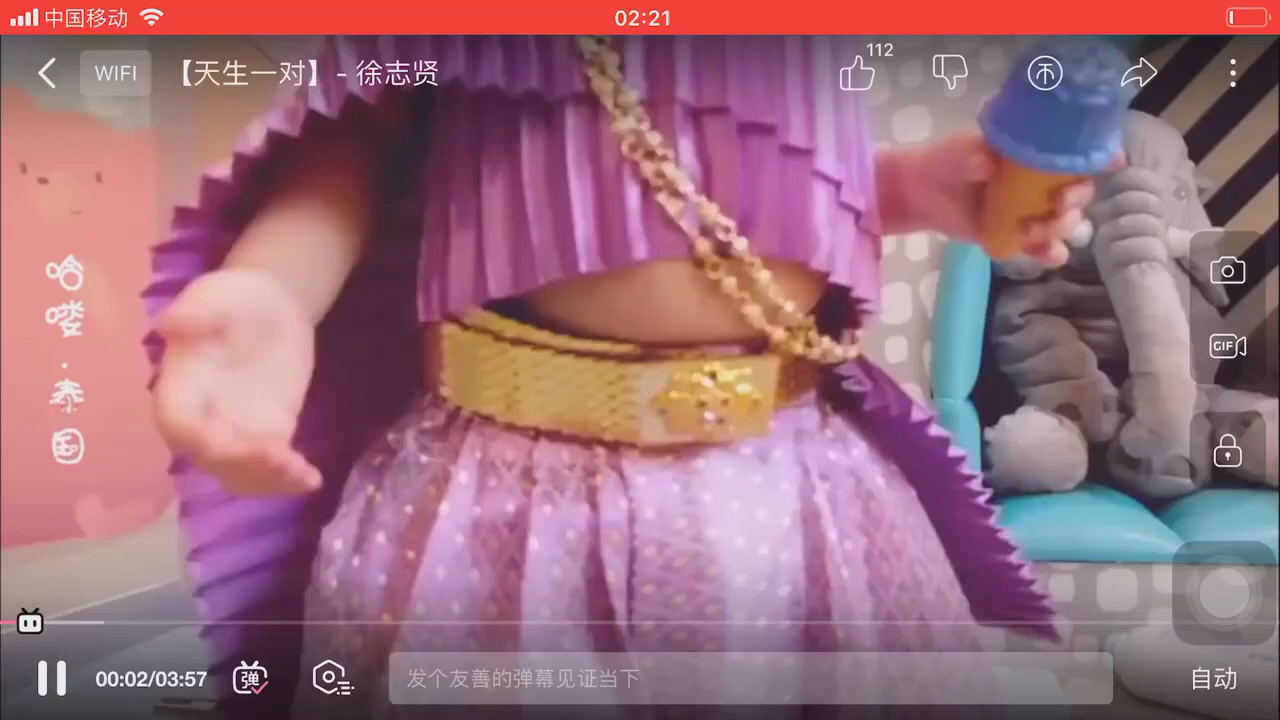 中国移动
02:21
WIFI
【天生一对】 - 徐志贤
112
哈喽·泰国
GIF
00:02/03:57
弹
发个友善的弹幕见证当下
自动